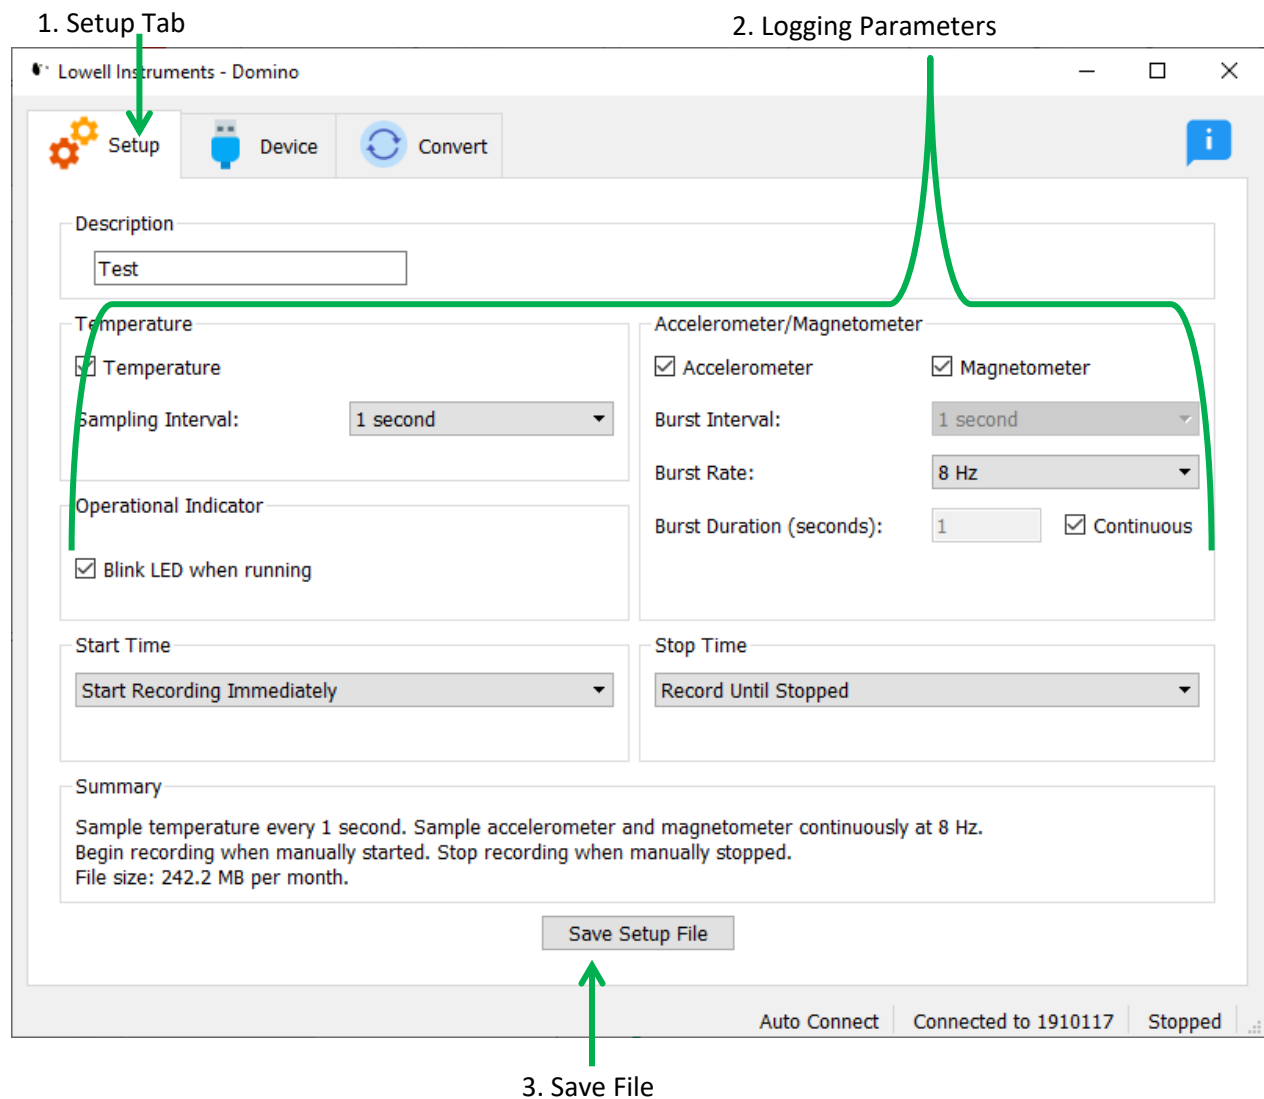 1. Setup Tab
2. Logging Parameters
Lowell Instruments - Domino
Setup
Device
Convert
i
Description
Test
Temperature
Temperature
Sampling Interval:
1 second
Accelerometer/Magnetometer
Accelerometer
Magnetometer
Burst Interval:
1 second
Burst Rate:
8 Hz
Burst Duration (seconds):
1
Continuous
Operational Indicator
Blink LED when running
Start Time
Start Recording Immediately
Stop Time
Record Until Stopped
Summary
Sample temperature every 1 second. Sample accelerometer and magnetometer continuously at 8 Hz.
Begin recording when manually started. Stop recording when manually stopped.
File size: 242.2 MB per month.
Save Setup File
Auto Connect
Connected to 1910117
Stopped
3. Save File